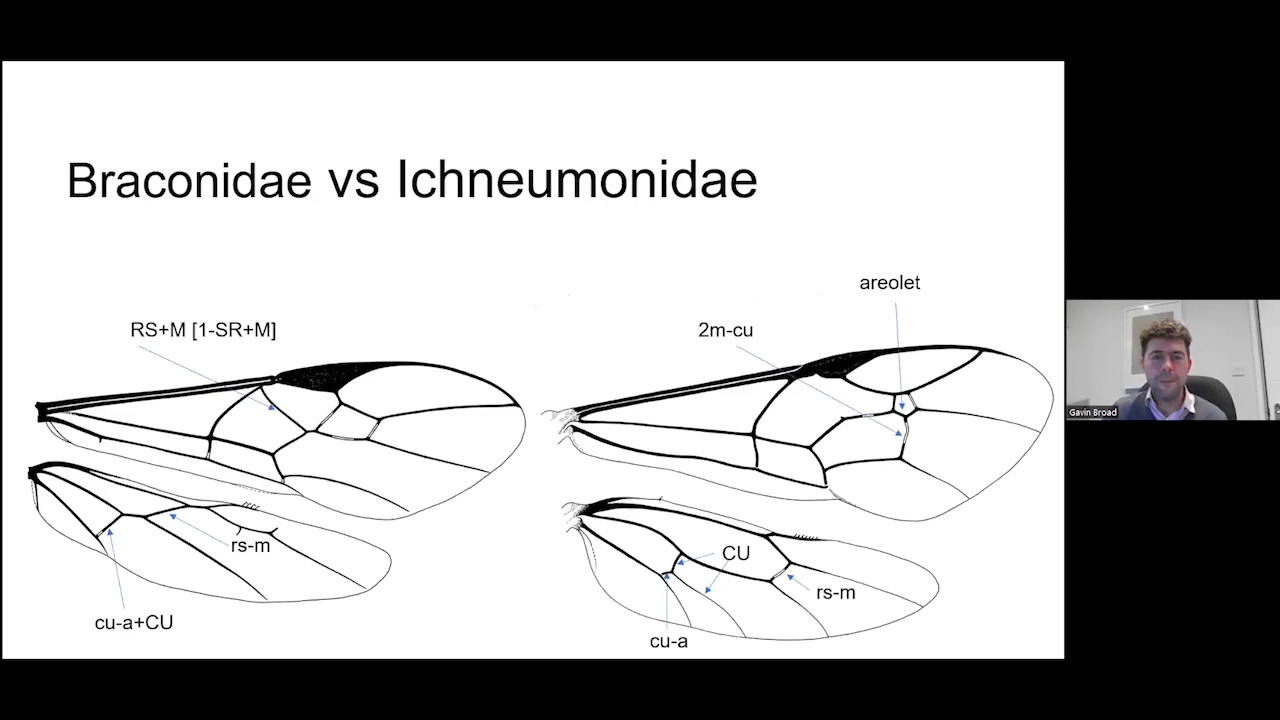 Braconidae vs Ichneumonidae
areolet
RS+M [1-SR+M]
2m-cu
rs-m
cu-a+CU
CU
rs-m
cu-a
Gavin Broad